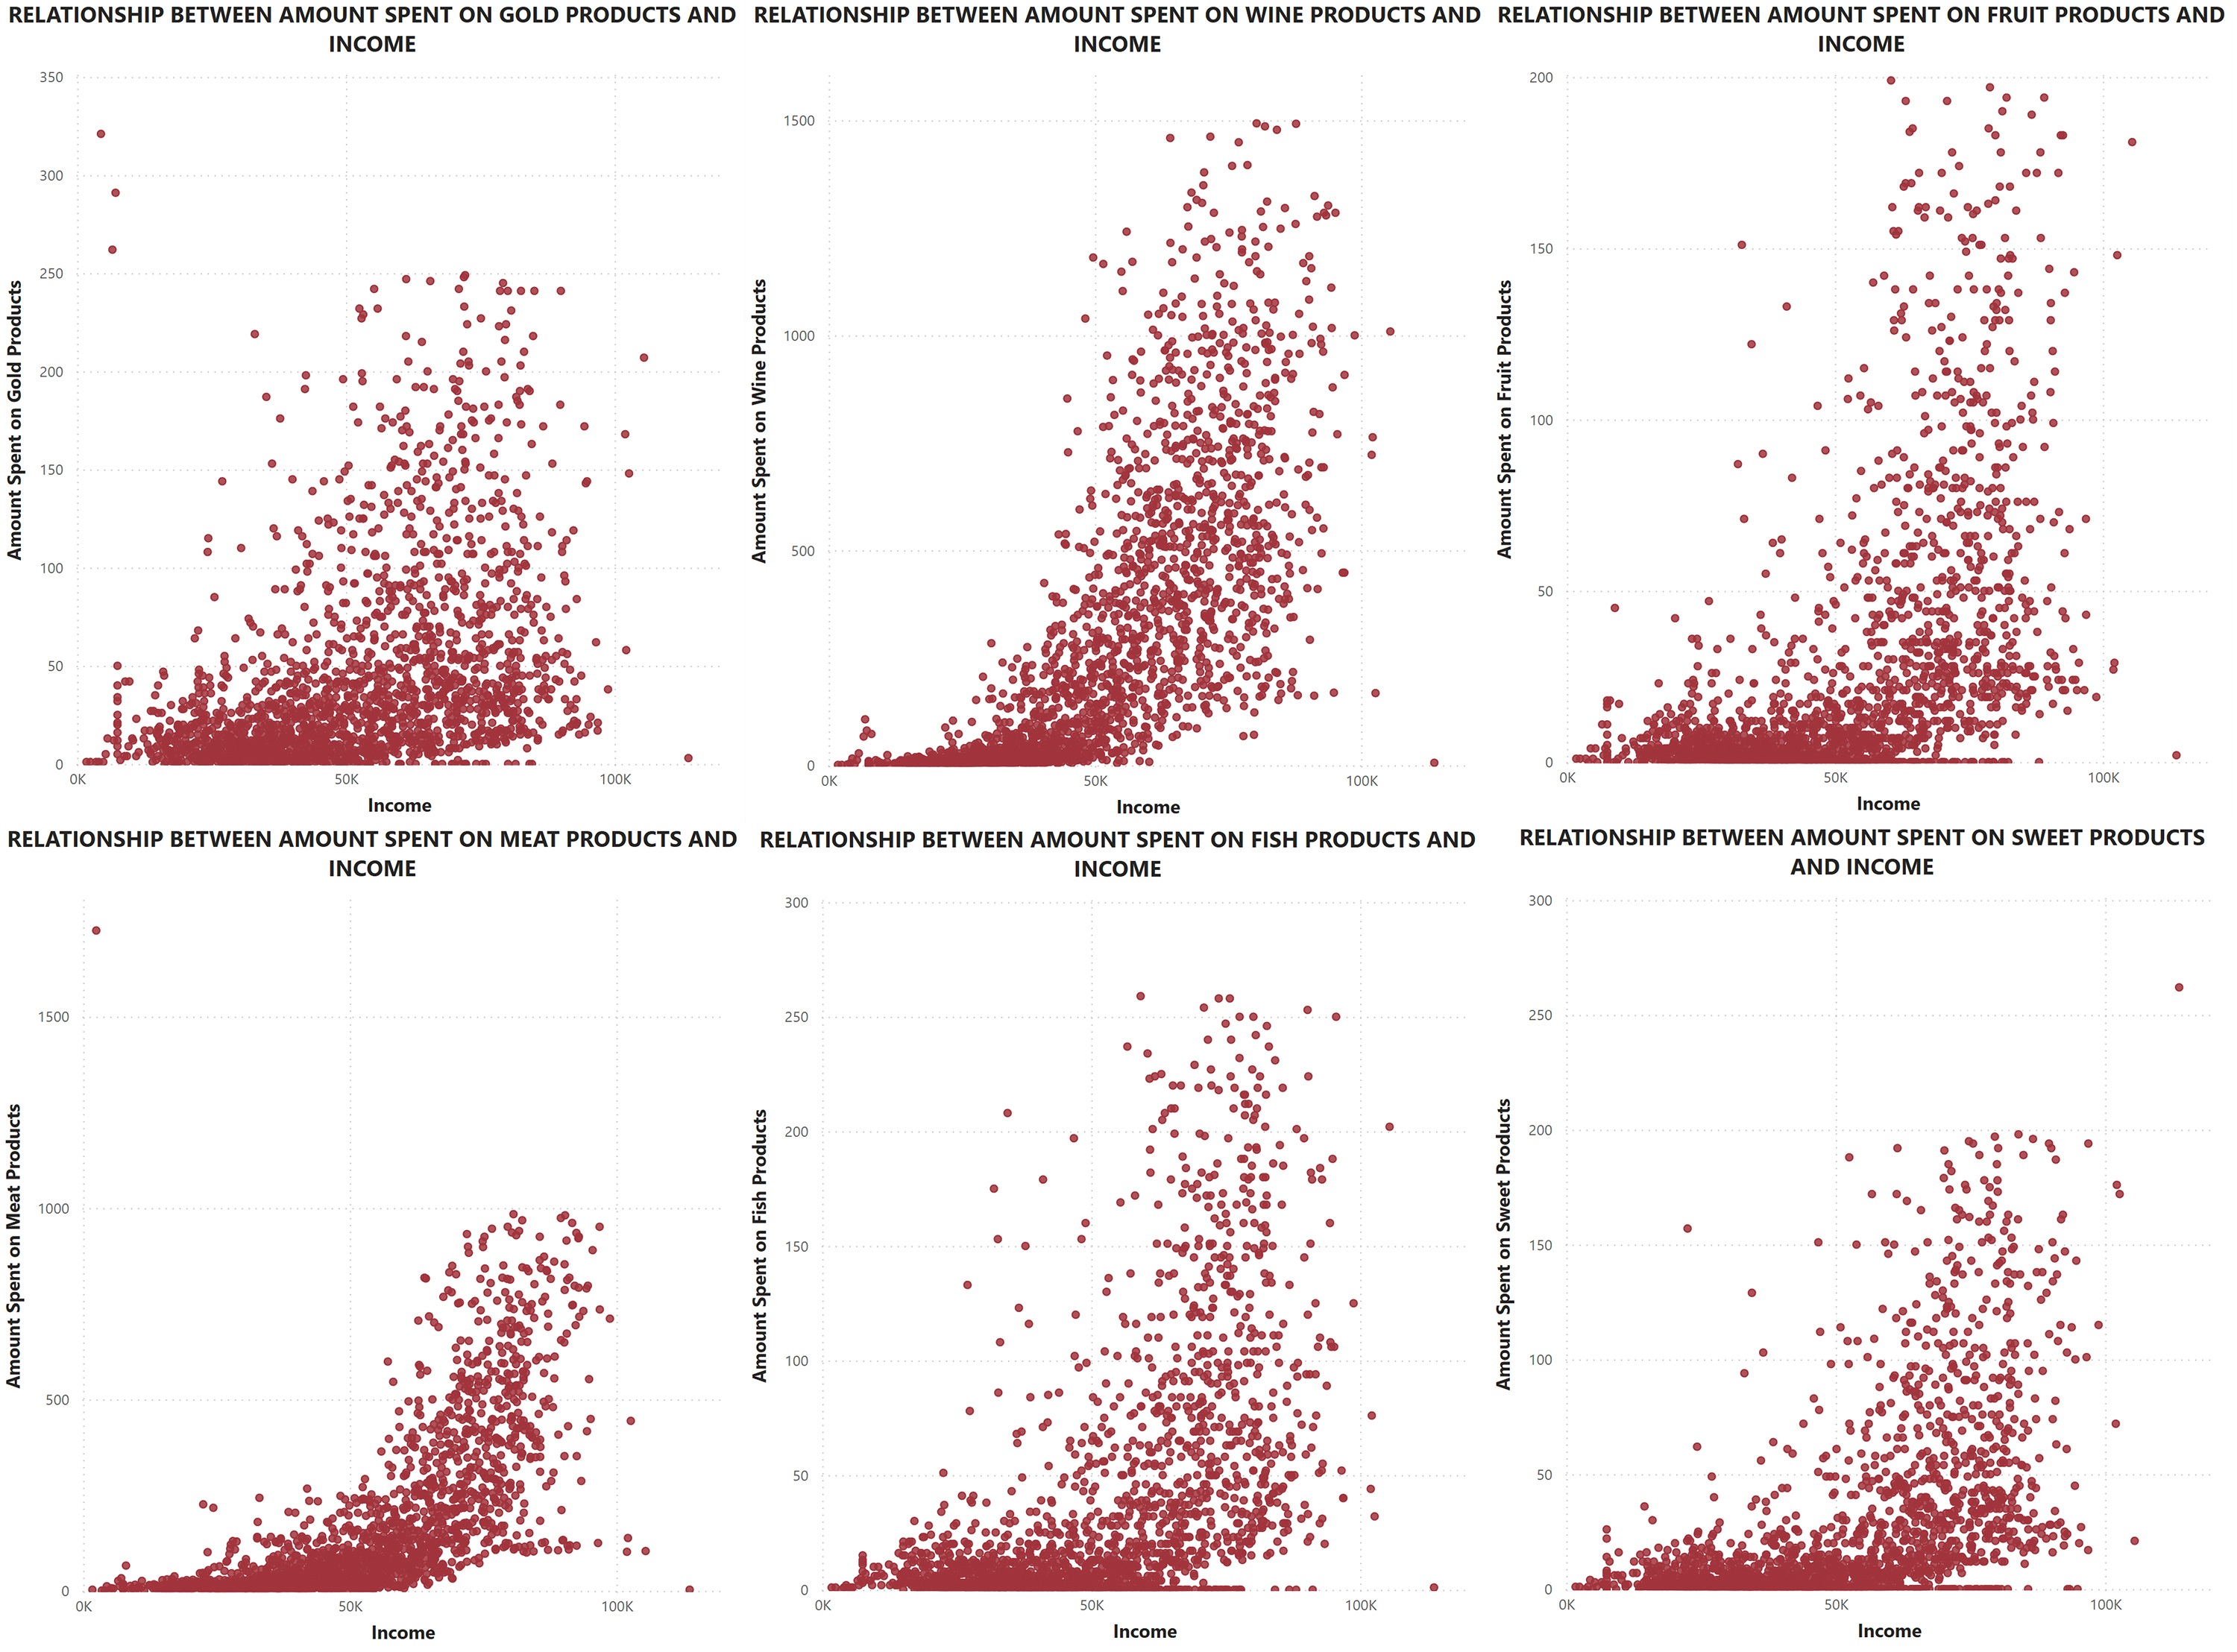 RELATIONSHIP BETWEEN AMOUNT SPENT ON GOLD PRODUCTS AND
INCOME
350
300
250
200
150
100
50
0
0K
50K
100K
Amount Spent on Gold Products
Income
RELATIONSHIP BETWEEN AMOUNT SPENT ON WINE PRODUCTS AND
INCOME
1500
1000
500
0
0K
50K
100K
Amount Spent on Wine Products
Income
RELATIONSHIP BETWEEN AMOUNT SPENT ON FRUIT PRODUCTS AND
INCOME
200
150
100
50
0
0K
50K
100K
Amount Spent on Fruit Products
Income
RELATIONSHIP BETWEEN AMOUNT SPENT ON MEAT PRODUCTS AND
INCOME
1500
1000
500
0
0K
50K
100K
Amount Spent on Meat Products
Income
RELATIONSHIP BETWEEN AMOUNT SPENT ON FISH PRODUCTS AND
INCOME
300
250
200
150
100
50
0
0K
50K
100K
Amount Spent on Fish Products
Income
RELATIONSHIP BETWEEN AMOUNT SPENT ON SWEET PRODUCTS
AND INCOME
300
250
200
150
100
50
0
0K
50K
100K
Amount Spent on Sweet Products
Income